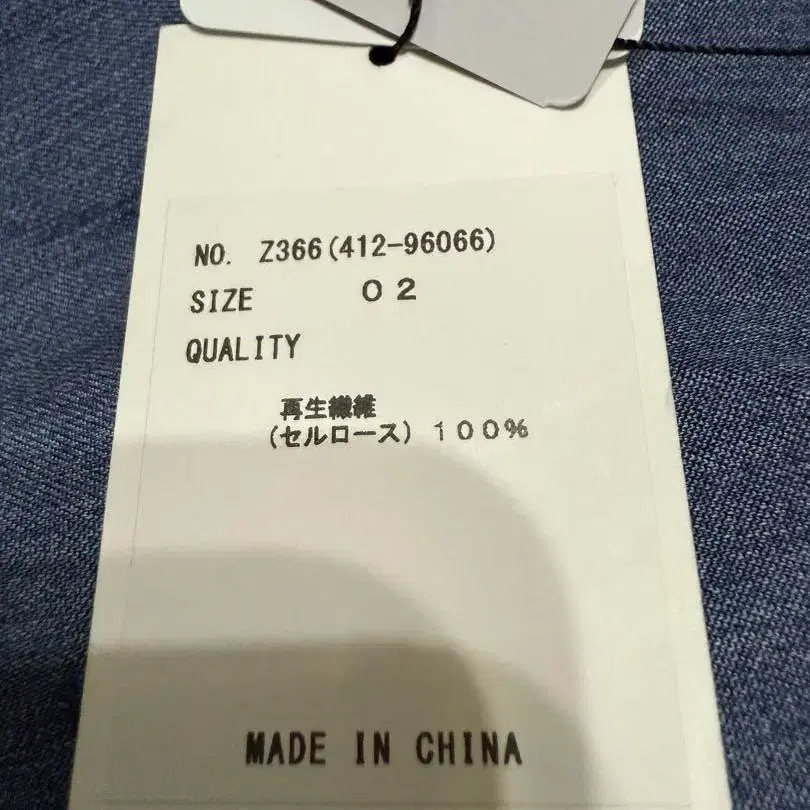 NO. Z366(412-96066)
SIZE 02
QUALITY
再生繊維
(セルロース) 100%
MADE IN CHINA